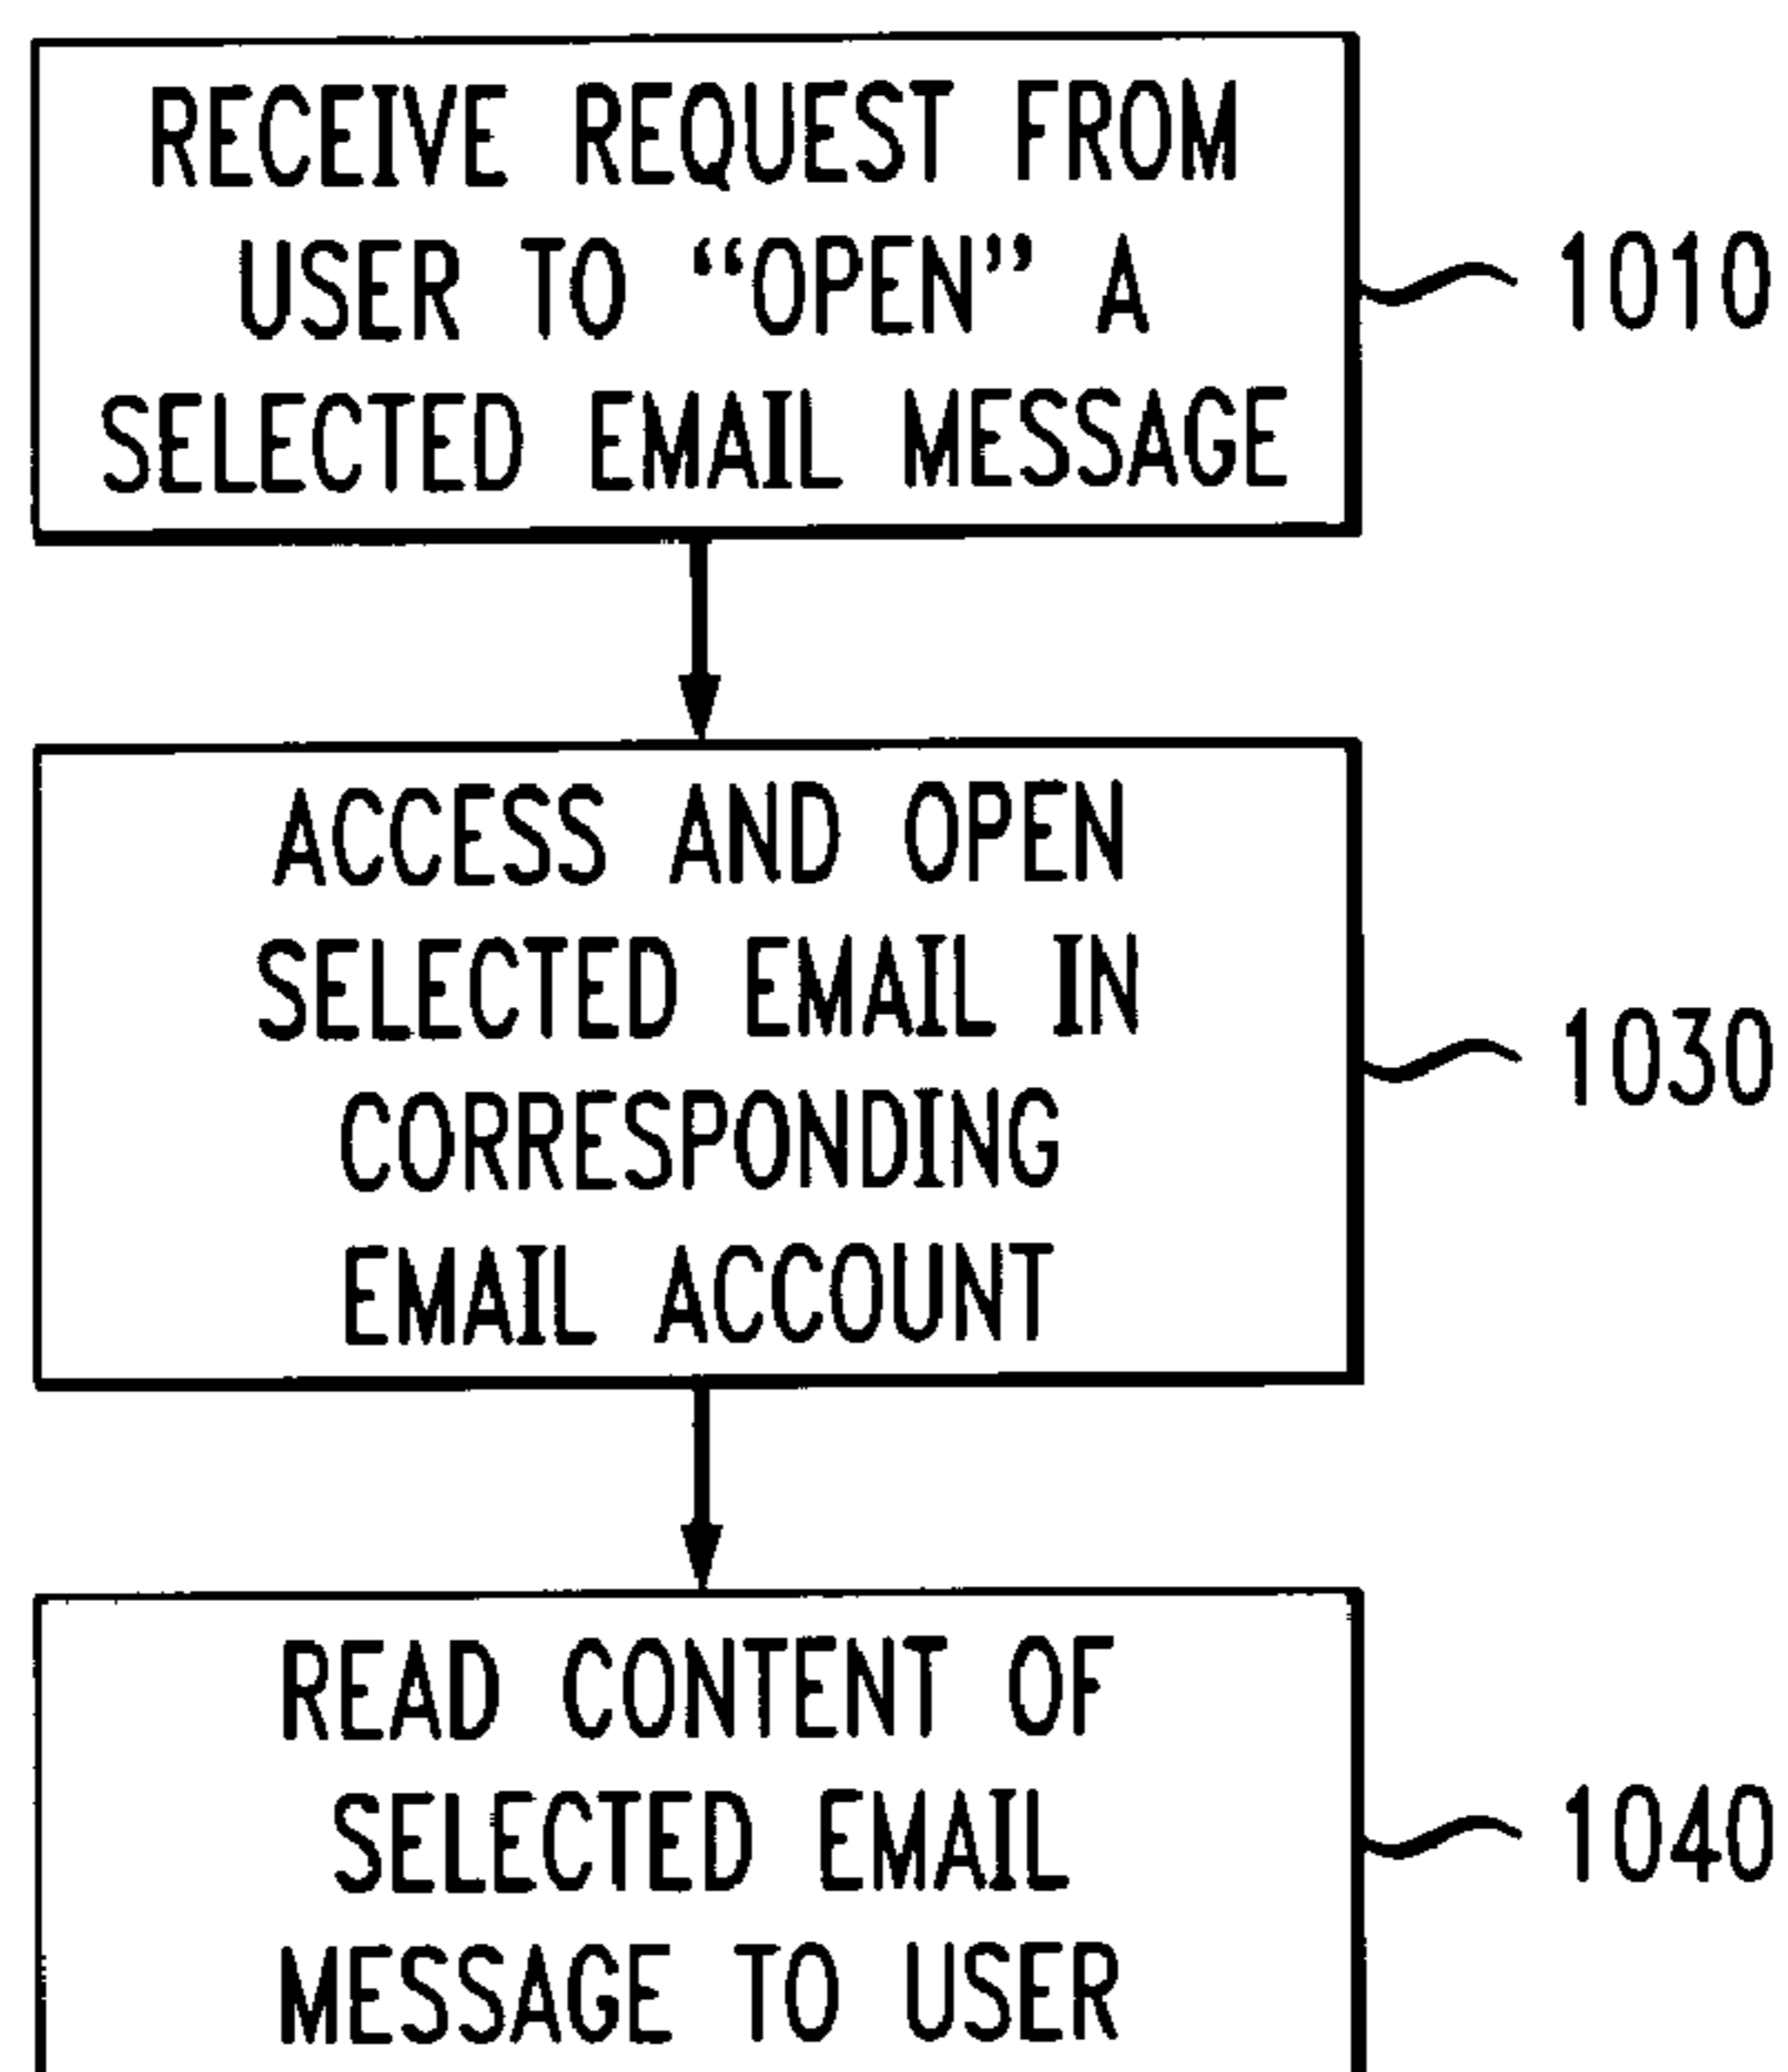 RECEIVE REQUEST FROM
USER TO “OPEN” A
SELECTED EMAIL MESSAGE
1010
ACCESS AND OPEN
SELECTED EMAIL IN
CORRESPONDING
EMAIL ACCOUNT
1030
READ CONTENT OF
SELECTED EMAIL
MESSAGE TO USER
1040